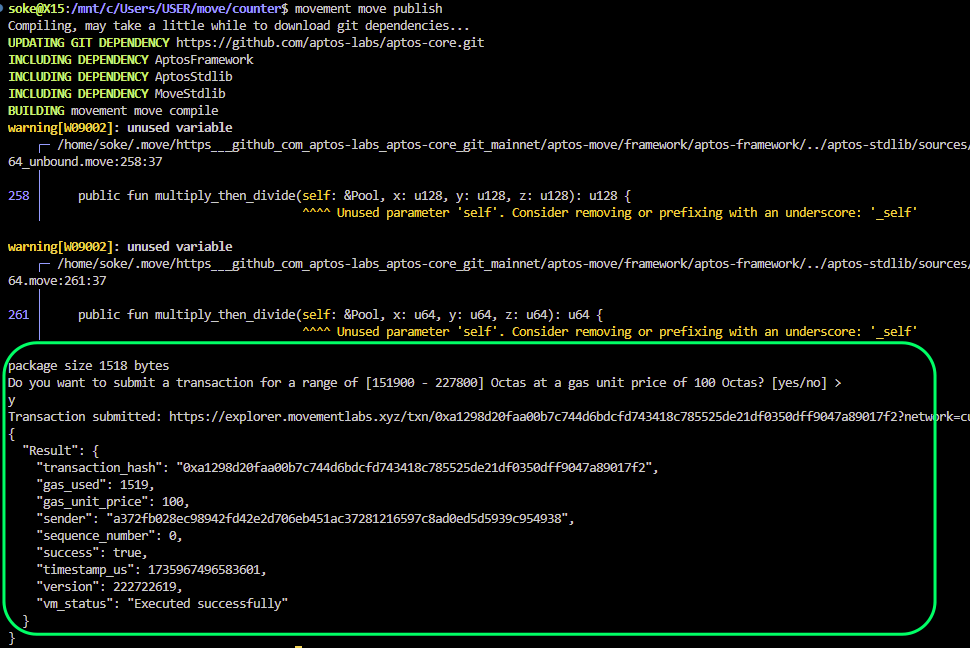 soke@X15:/mnt/c/Users/USER/move/counter$ movement move publish
Compiling, may take a little while to download git dependencies...
UPDATING GIT DEPENDENCY https://github.com/aptos-labs/aptos-core.git
INCLUDING DEPENDENCY AptosFramework
INCLUDING DEPENDENCY AptosStdlib
INCLUDING DEPENDENCY MoveStdlib
BUILDING movement move compile
warning[W09002]: unused variable
┌─ /home/soke/.move/https___github_com_aptos-labs_aptos-core_git_mainnet/aptos-move/framework/aptos-framework/../aptos-stdlib/sources/
64_unbound.move:258:37
│
258 │ public fun multiply_then_divide(self: &Pool, x: u128, y: u128, z: u128): u128 {
│ ^^^^ Unused parameter 'self'. Consider removing or prefixing with an underscore: '_self'
warning[W09002]: unused variable
┌─ /home/soke/.move/https___github_com_aptos-labs_aptos-core_git_mainnet/aptos-move/framework/aptos-framework/../aptos-stdlib/sources/
64.move:261:37
│
261 │ public fun multiply_then_divide(self: &Pool, x: u64, y: u64, z: u64): u64 {
│ ^^^^ Unused parameter 'self'. Consider removing or prefixing with an underscore: '_self'
package size 1518 bytes
Do you want to submit a transaction for a range of [151900 - 227800] Octas at a gas unit price of 100 Octas? [yes/no] >
y
Transaction submitted: https://explorer.movementlabs.xyz/txn/0xa1298d20faa00b7c744d6bdcfd743418c785525de21df0350dff9047a89017f2?network=cu
{
"Result": {
"transaction_hash": "0xa1298d20faa00b7c744d6bdcfd743418c785525de21df0350dff9047a89017f2",
"gas_used": 1519,
"gas_unit_price": 100,
"sender": "a372fb028ec98942fd42e2d706eb451ac37281216597c8ad0ed5d5939c954938",
"sequence_number": 0,
"success": true,
"timestamp_us": 1735967496583601,
"version": 222722619,
"vm_status": "Executed successfully"
}
}